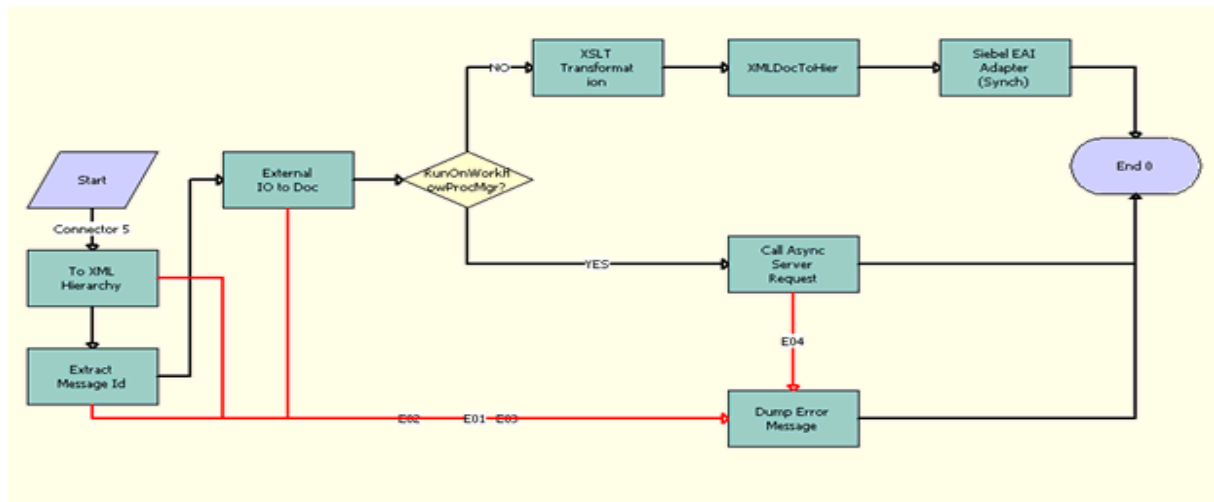 XSLT
Transformat
ion
XMLDocToHier
Siebel EAI
Adapter
(Synch)
NO
Start
External
IO to Doc
RunOnWorkfl
owProcMgr?
End 0
Connector 5
To XML
Hierarchy
YES
Call Async
Server
Request
E04
Extract
Message Id
E02
E01
E03
Dump Error
Message